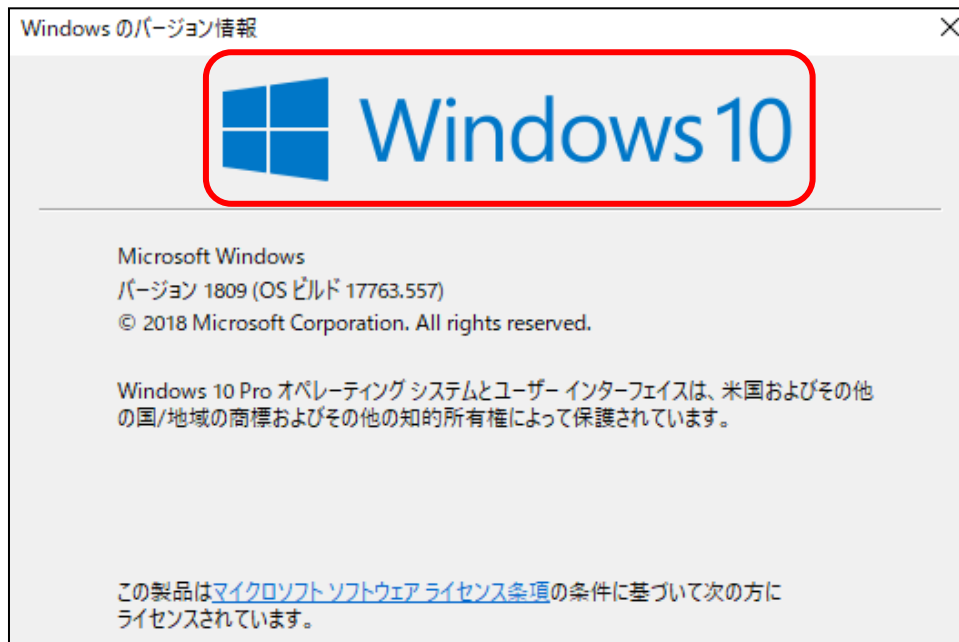 Windows のバージョン情報
Windows 10
Microsoft Windows
バージョン 1809 (OS ビルド 17763.557)
© 2018 Microsoft Corporation. All rights reserved.
Windows 10 Pro オペレーティング システムとユーザー インターフェイスは、米国およびその他
の国/地域の商標およびその他の知的所有権によって保護されています。
この製品はマイクロソフト ソフトウェア ライセンス条項の条件に基づいて次の方に
ライセンスされています。